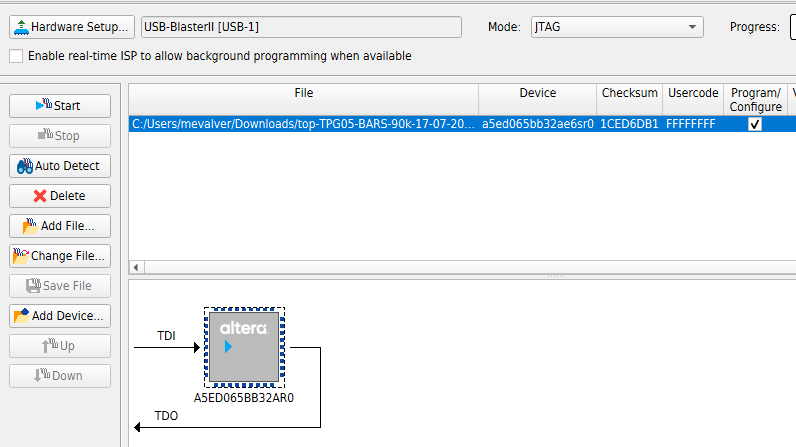 Hardware Setup... USB-BlasterII [USB-1] Mode: JTAG Progress:
Enable real-time ISP to allow background programming when available
Start
Stop
Auto Detect
Delete
Add File...
Change File...
Save File
Add Device...
Up
Down
File Device Checksum Usercode Program/
Configure
C:/Users/mevalver/Downloads/top-TPG05-BARS-90k-17-07-20... a5ed065bb32ae6sr0 1CED6DB1 FFFFFFFF
altera
TDI
A5ED065BB32AR0
TDO